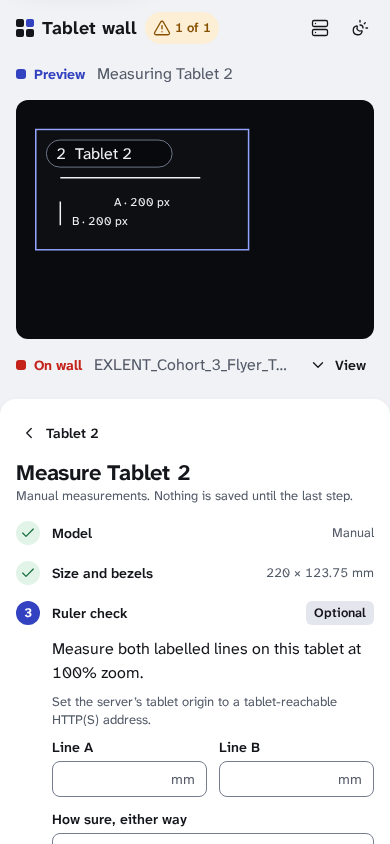 Tablet wall
1 of 1
Preview Measuring Tablet 2
2 Tablet 2
A · 200 px
B · 200 px
On wall EXLENT_Cohort_3_Flyer_T... View
Tablet 2
Measure Tablet 2
Manual measurements. Nothing is saved until the last step.
Model Manual
Size and bezels 220 × 123.75 mm
3 Ruler check Optional
Measure both labelled lines on this tablet at
100% zoom.
Set the server's tablet origin to a tablet-reachable
HTTP(S) address.
Line A Line B
mm mm
How sure, either way